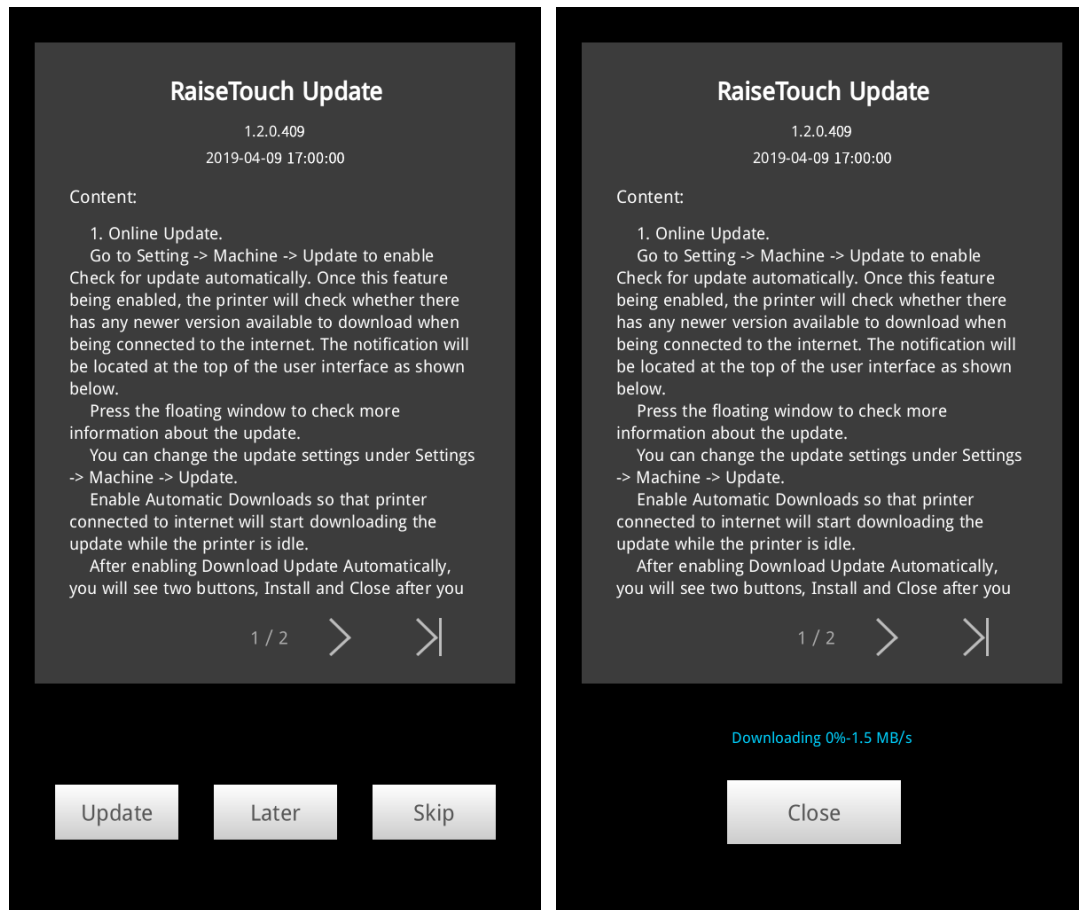 RaiseTouch Update
1.2.0.409
2019-04-09 17:00:00
Content:
1. Online Update.
Go to Setting -> Machine -> Update to enable
Check for update automatically. Once this feature
being enabled, the printer will check whether there
has any newer version available to download when
being connected to the internet. The notification will
be located at the top of the user interface as shown
below.
Press the floating window to check more
information about the update.
You can change the update settings under Settings
-> Machine -> Update.
Enable Automatic Downloads so that printer
connected to internet will start downloading the
update while the printer is idle.
After enabling Download Update Automatically,
you will see two buttons, Install and Close after you
1 / 2
Update
Later
Skip
RaiseTouch Update
1.2.0.409
2019-04-09 17:00:00
Content:
1. Online Update.
Go to Setting -> Machine -> Update to enable
Check for update automatically. Once this feature
being enabled, the printer will check whether there
has any newer version available to download when
being connected to the internet. The notification will
be located at the top of the user interface as shown
below.
Press the floating window to check more
information about the update.
You can change the update settings under Settings
-> Machine -> Update.
Enable Automatic Downloads so that printer
connected to internet will start downloading the
update while the printer is idle.
After enabling Download Update Automatically,
you will see two buttons, Install and Close after you
1 / 2
Downloading 0%-1.5 MB/s
Close